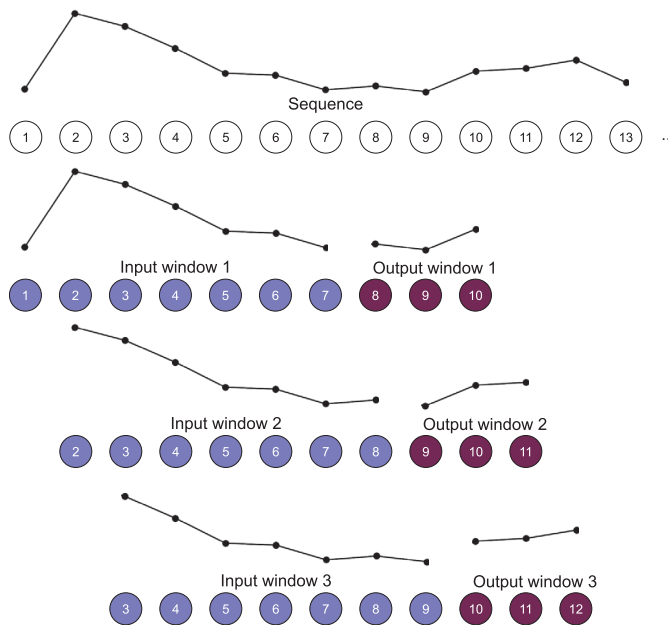 Sequence
1 2 3 4 5 6 7 8 9 10 11 12 13 ..
Input window 1 Output window 1
1 2 3 4 5 6 7 8 9 10
Input window 2 Output window 2
2 3 4 5 6 7 8 9 10 11
Input window 3 Output window 3
3 4 5 6 7 8 9 10 11 12